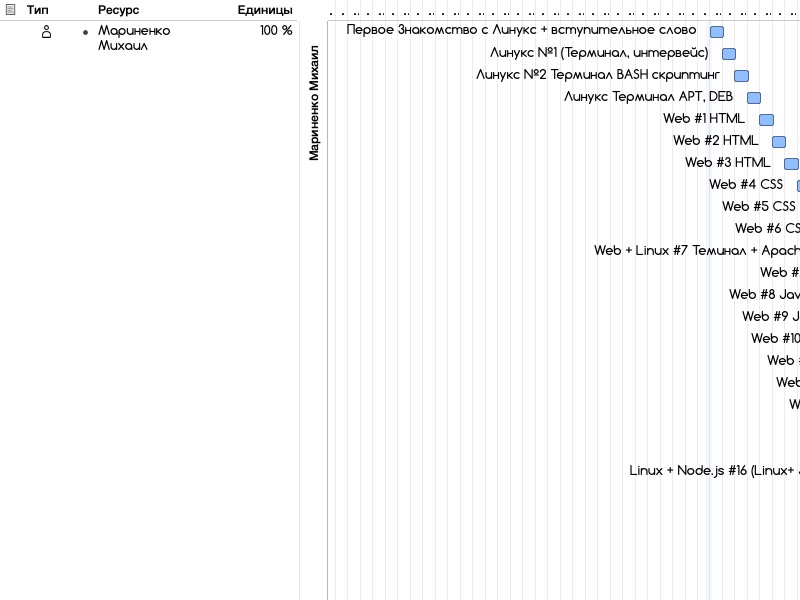 Тип Ресурс Единицы
Мариненко 100 %
Михаил
Мариненко Михаил
Первое Знакомство с Линукс + вступительное слово
Линукс №1 (Терминал, интервейс)
Линукс №2 Терминал BASH скриптинг
Линукс Терминал APT, DEB
Web #1 HTML
Web #2 HTML
Web #3 HTML
Web #4 CSS
Web #5 CSS
Web #6 CS
Web + Linux #7 Теминал + Apach
Web #
Web #8 Jav
Web #9 J
Web #10
Web
Web
W
Linux + Node.js #16 (Linux+